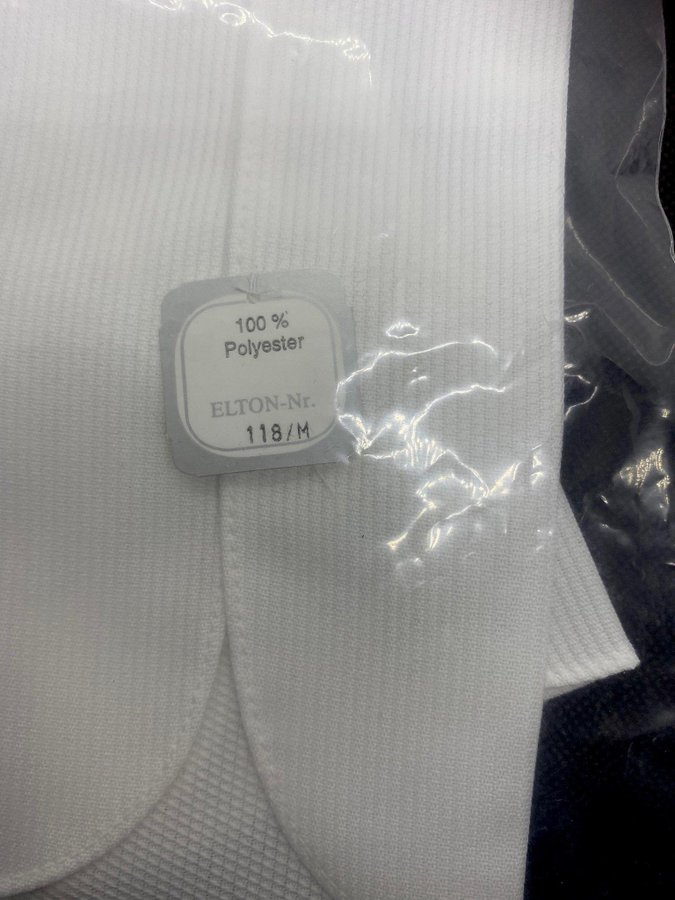 100 %
Polyester
ELTON-Nr.
118/M